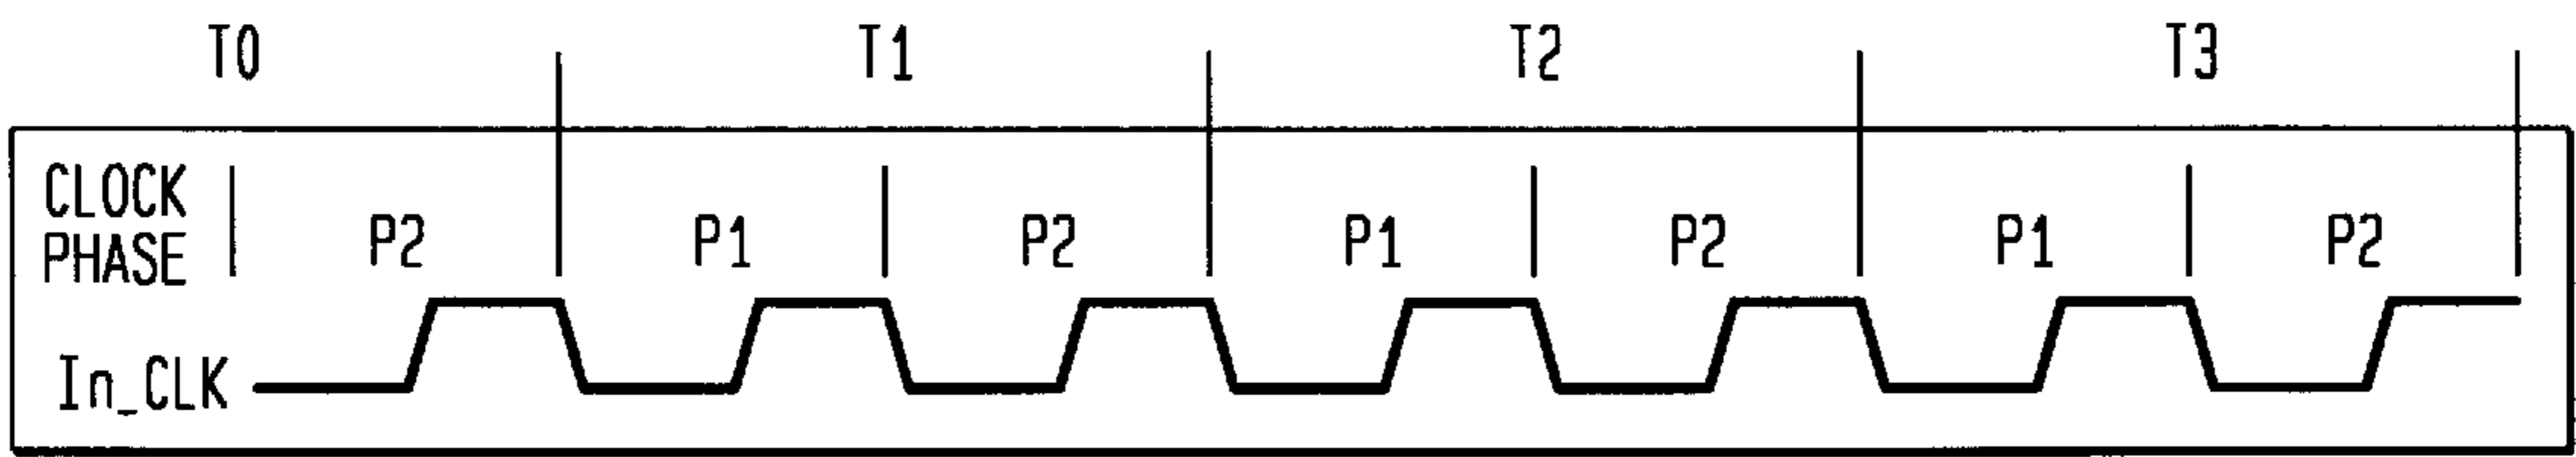 T0 T1 T2 T3
CLOCK
PHASE
P2 P1 P2 P1 P2 P1 P2
In_CLK